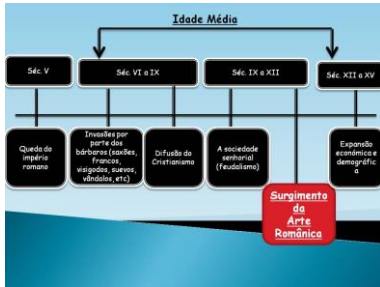 Idade Média
Séc. V
Séc. VI a IX
Séc. IX a XII
Séc. XII a XV
Queda do
império
romano
Invasões por
parte dos
bárbaros (saxões,
francos,
visigodos, suevos,
vândalos, etc)
Difusão do
Cristianismo
A sociedade
senhorial
(feudalismo)
Surgimento
da
Arte
Românica
Expansão
económica e
demográfic
a